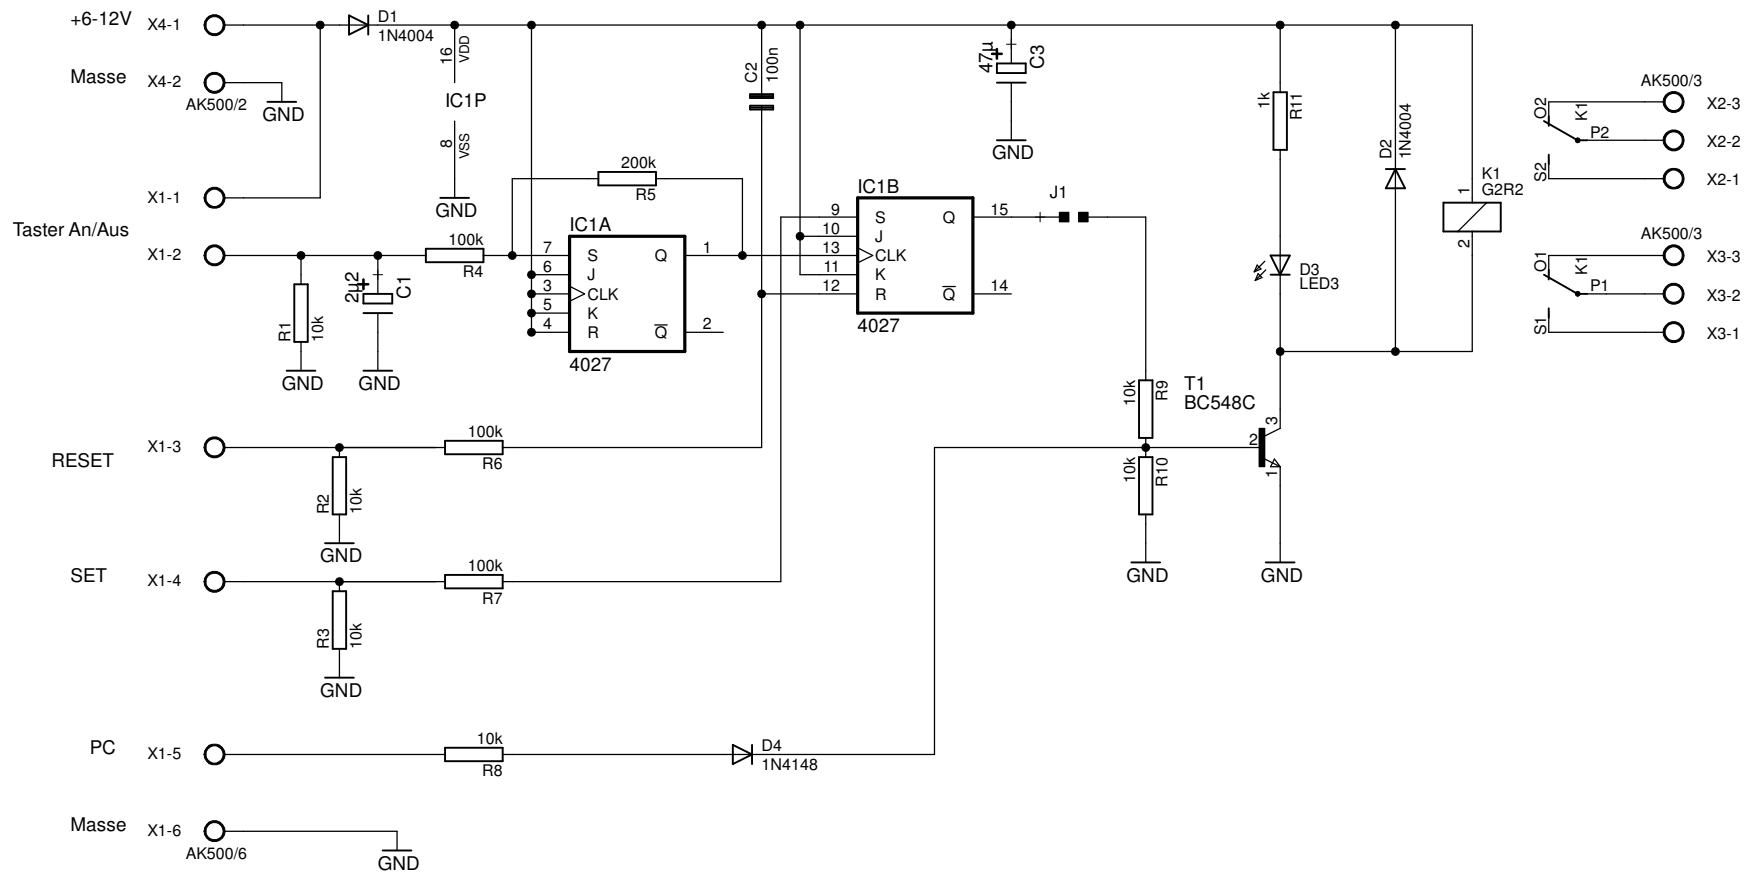 +6-12V X4-1
D1
1N4004
Masse X4-2
AK500/2
GND
16 VDD
IC1P
8 VSS
GND
C2
100n
47µ
+
C3
GND
1k
R11
D2
1N4004
K1
G2R2
1
2
D3
LED3
AK500/3
O2
K1
P2
S2
X2-3
X2-2
X2-1
AK500/3
O1
K1
P1
S1
X3-3
X3-2
X3-1
X1-1
Taster An/Aus
X1-2
R1
10k
GND
2µ2
+
C1
GND
100k
R4
200k
R5
IC1A
7 S Q 1
6 J
3 CLK
5 K
4 R Q 2
4027
IC1B
9 S Q 15
10 J
13 CLK
11 K
12 R Q 14
4027
J1
10k
R9
10k
R10
GND
T1
BC548C
3
2
1
GND
RESET X1-3
100k
R6
R2
10k
GND
SET X1-4
100k
R7
R3
10k
GND
PC X1-5
10k
R8
D4
1N4148
Masse X1-6
AK500/6
GND